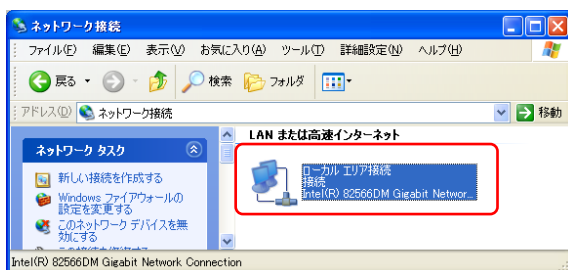 ネットワーク接続
ファイル(F) 編集(E) 表示(V) お気に入り(A) ツール(T) 詳細設定(N) ヘルプ(H)
戻る 検索 フォルダ
アドレス(D) ネットワーク接続 移動
ネットワーク タスク
新しい接続を作成する
Windows ファイアウォールの
設定を変更する
このネットワーク デバイスを無
効にする
LAN または高速インターネット
ローカル エリア接続
接続
Intel(R) 82566DM Gigabit Networ...
Intel(R) 82566DM Gigabit Network Connection